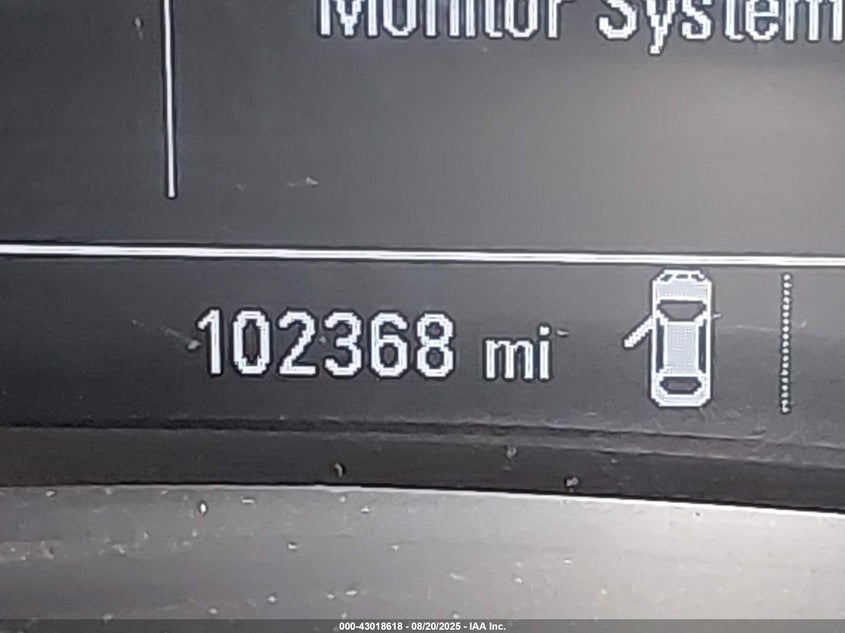 Monitor System
102368 mi
000-43018618 - 08/20/2025 - IAA Inc.